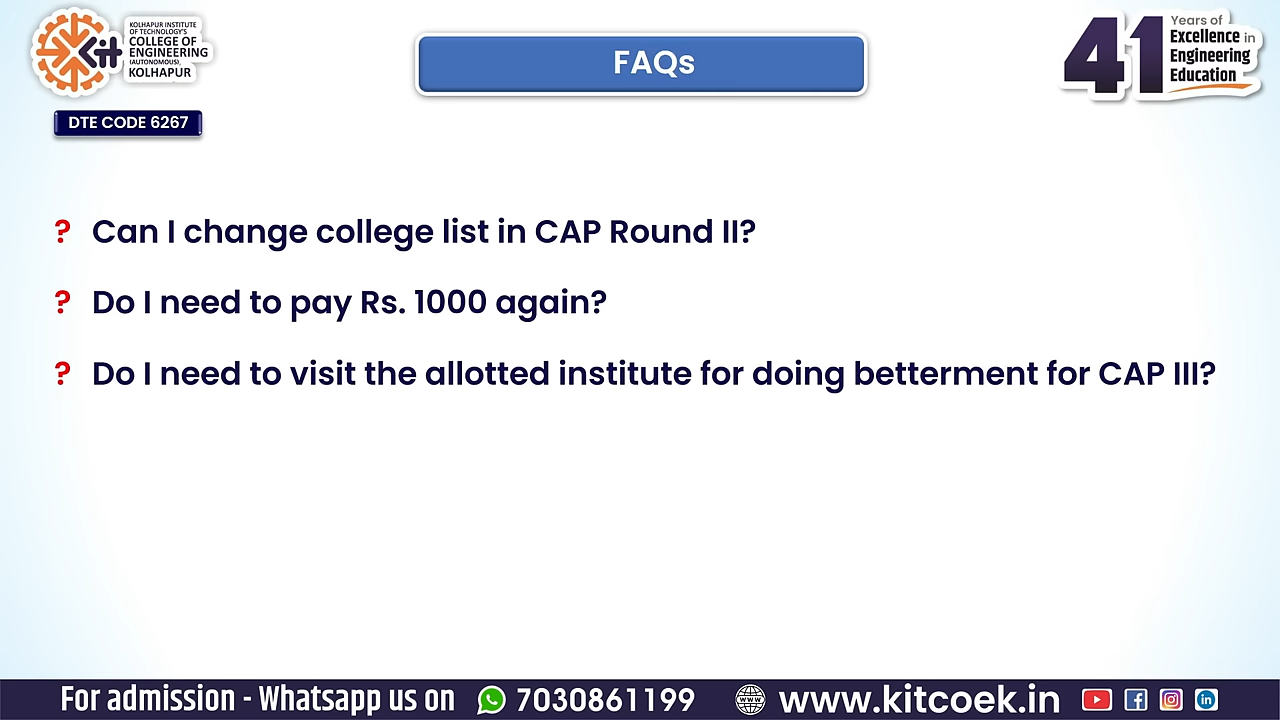 KOLHAPUR INSTITUTE
OF TECHNOLOGY'S
COLLEGE OF
ENGINEERING
(AUTONOMOUS),
KOLHAPUR
Kit
DTE CODE 6267
FAQs
41
Years of
Excellence in
Engineering
Education
? Can I change college list in CAP Round II?
? Do I need to pay Rs. 1000 again?
? Do I need to visit the allotted institute for doing betterment for CAP III?
For admission - Whatsapp us on 7030861199 www.kitcoek.in